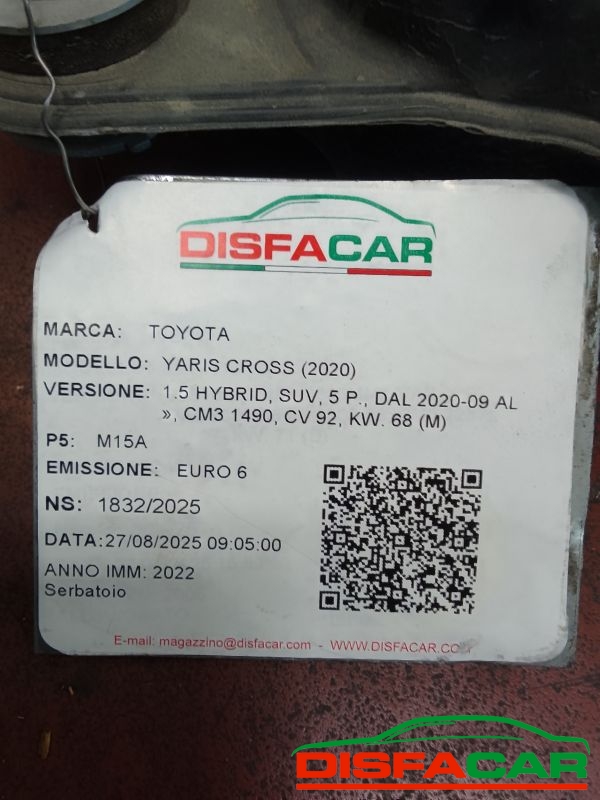 DISFACAR
MARCA: TOYOTA
MODELLO: YARIS CROSS (2020)
VERSIONE: 1.5 HYBRID, SUV, 5 P., DAL 2020-09 AL
», CM3 1490, CV 92, KW. 68 (M)
P5: M15A
EMISSIONE: EURO 6
NS: 1832/2025
DATA:27/08/2025 09:05:00
ANNO IMM: 2022
Serbatoio
E-mail: magazzino@disfacar.com - WWW.DISFACAR.COM
DISFACAR